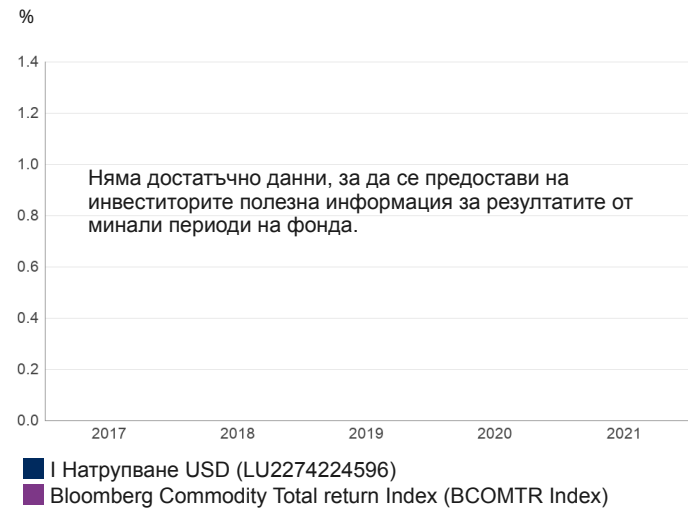 %
1.4
1.2
1.0
Няма достатъчно данни, за да се предостави на
инвеститорите полезна информация за резултатите от
0.8
минали периоди на фонда.
0.6
0.4
0.2
0.0
2017 2018 2019 2020 2021
I Натрупване USD (LU2274224596)
Bloomberg Commodity Total return Index (BCOMTR Index)